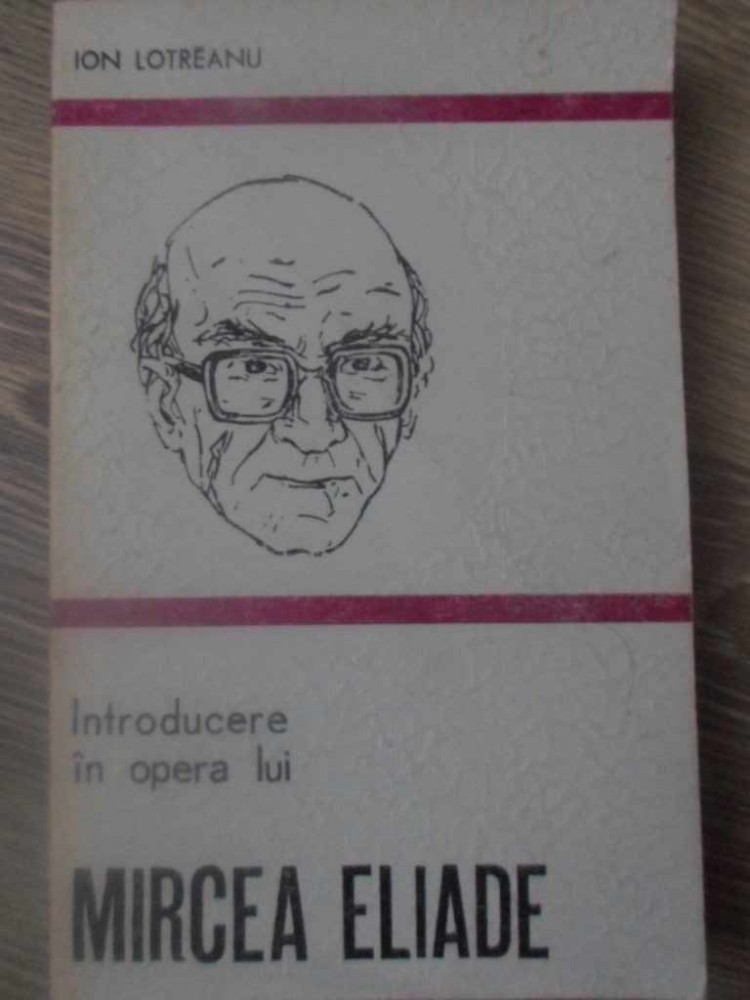 ION LOTREANU
Introducere
în opera lui
MIRCEA ELIADE